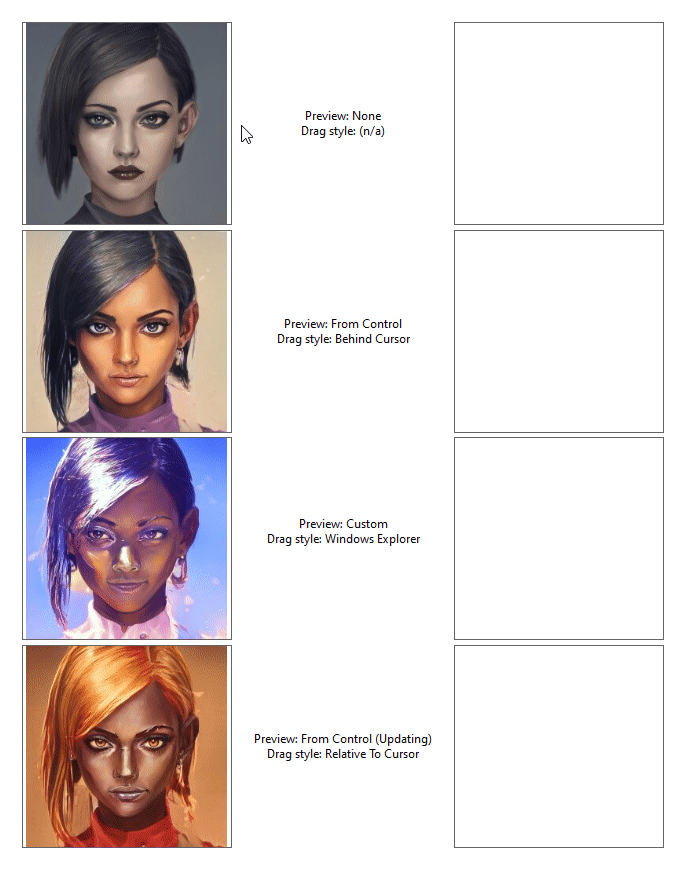 Preview: None
Drag style: (n/a)
Preview: From Control
Drag style: Behind Cursor
Preview: Custom
Drag style: Windows Explorer
Preview: From Control (Updating)
Drag style: Relative To Cursor